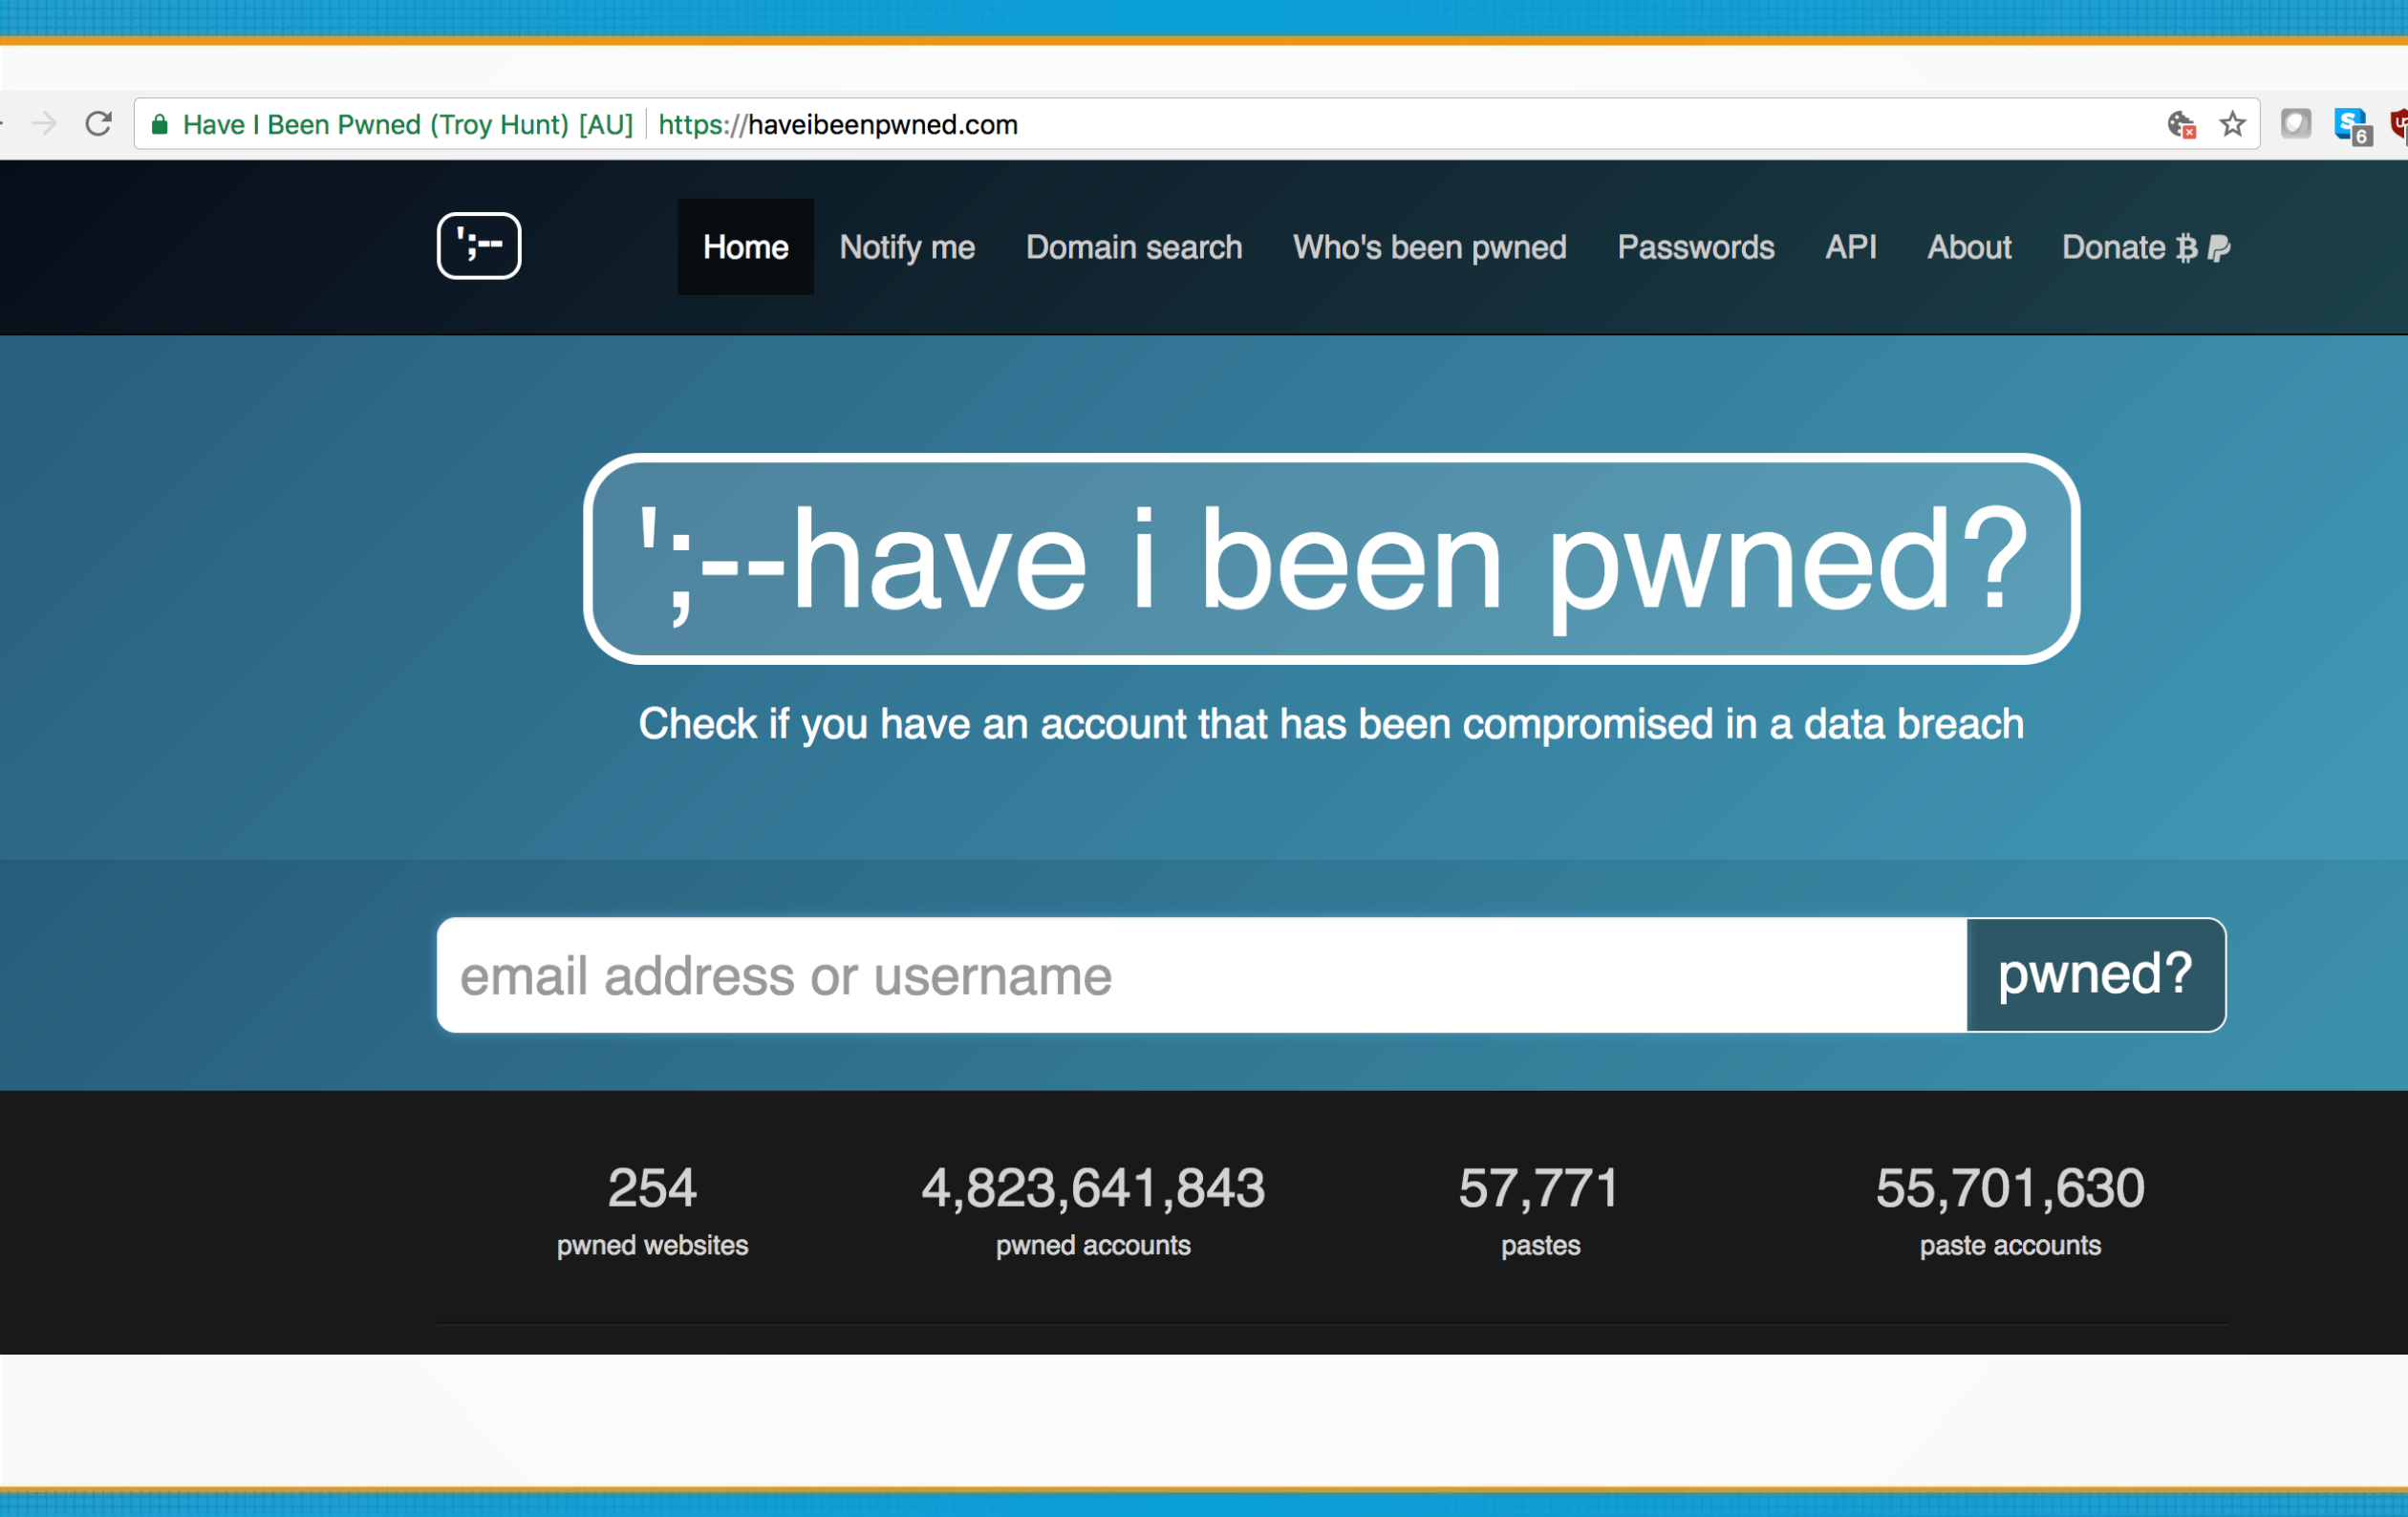 Have I Been Pwned (Troy Hunt) [AU] https://haveibeenpwned.com
6
';--
Home Notify me Domain search Who's been pwned Passwords API About Donate
';--have i been pwned?
Check if you have an account that has been compromised in a data breach
email address or username pwned?
254 4,823,641,843 57,771 55,701,630
pwned websites pwned accounts pastes paste accounts